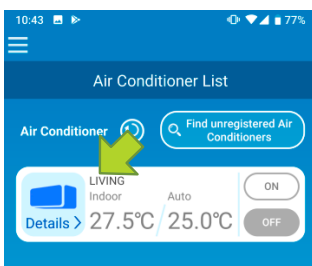 10:43 77%
Air Conditioner List
Air Conditioner Find unregistered Air
Conditioners
LIVING
Indoor Auto ON
Details > 27.5℃ 25.0℃ OFF